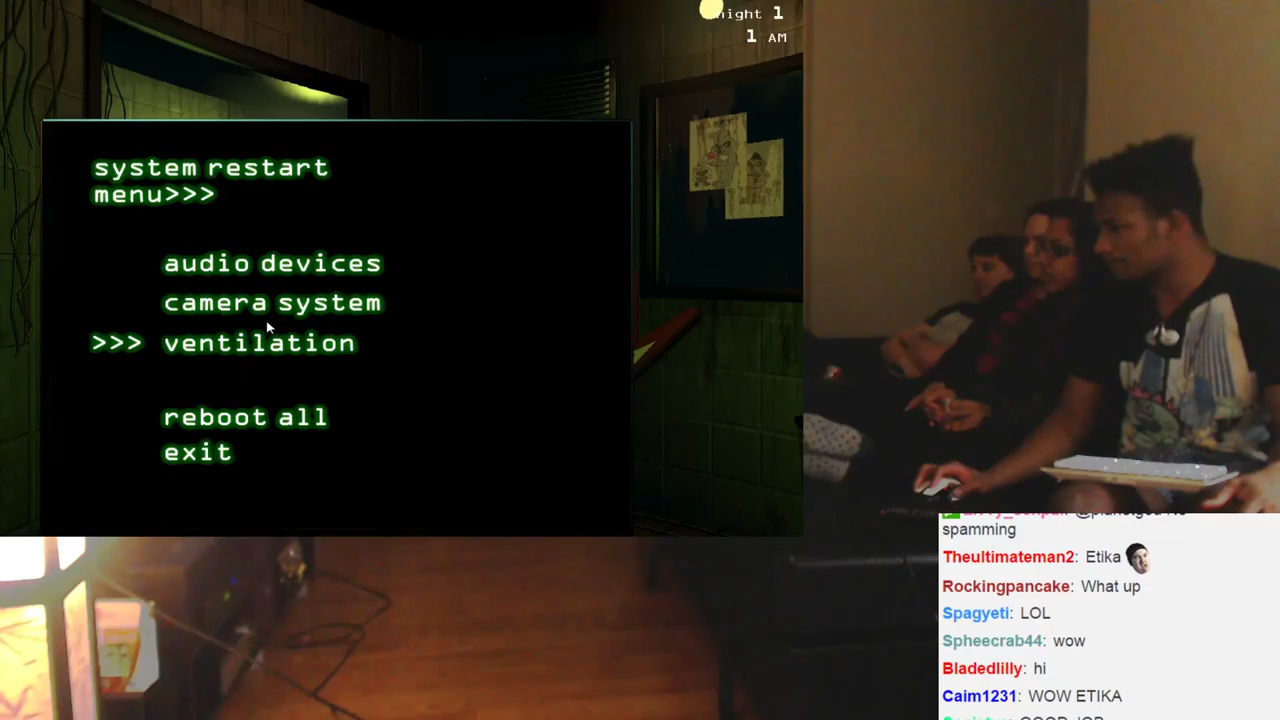 night 1
1 AM
system restart
menu>>>
audio devices
camera system
>>> ventilation
reboot all
exit
spamming
Theultimateman2: Etika
Rockingpancake: What up
Spagyeti: LOL
Spheecrab44: wow
Bladedlilly: hi
Caim1231: WOW ETIKA